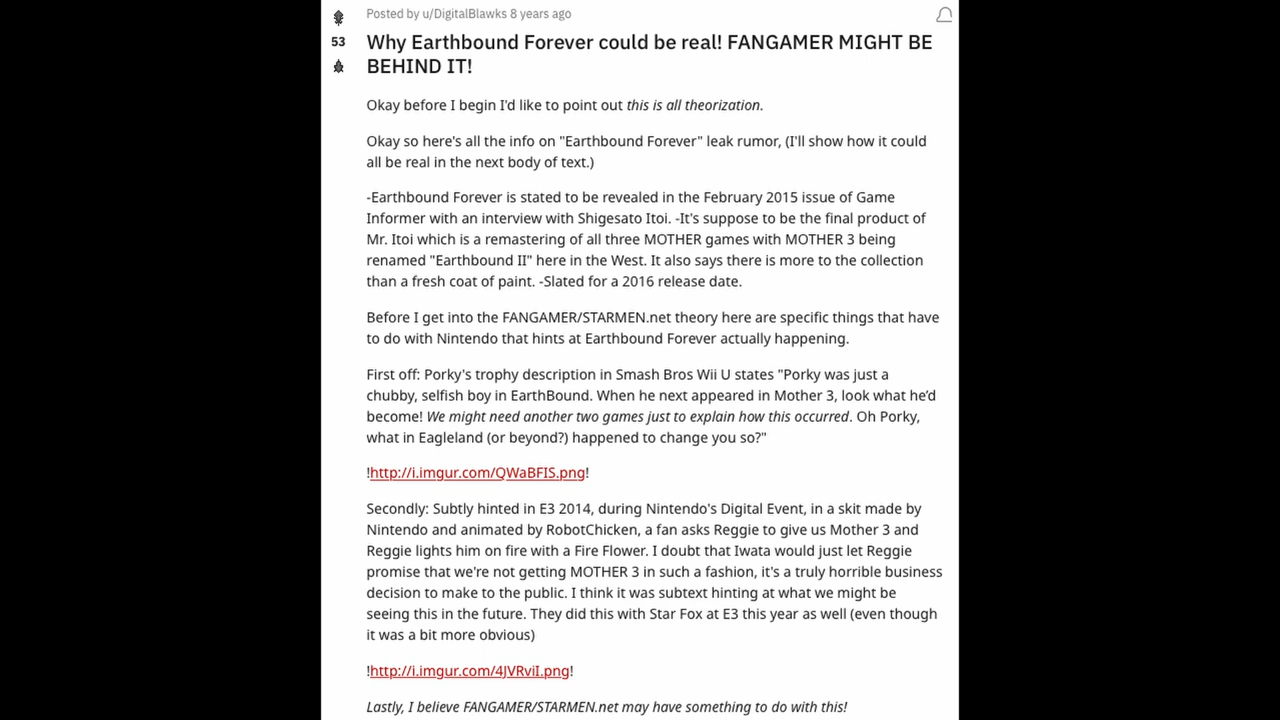 Posted by u/DigitalBlawks 8 years ago
53
Why Earthbound Forever could be real! FANGAMER MIGHT BE
BEHIND IT!
Okay before I begin I'd like to point out this is all theorization.
Okay so here's all the info on "Earthbound Forever" leak rumor, (I'll show how it could
all be real in the next body of text.)
-Earthbound Forever is stated to be revealed in the February 2015 issue of Game
Informer with an interview with Shigesato Itoi. -It's suppose to be the final product of
Mr. Itoi which is a remastering of all three MOTHER games with MOTHER 3 being
renamed "Earthbound II" here in the West. It also says there is more to the collection
than a fresh coat of paint. -Slated for a 2016 release date.
Before I get into the FANGAMER/STARMEN.net theory here are specific things that have
to do with Nintendo that hints at Earthbound Forever actually happening.
First off: Porky's trophy description in Smash Bros Wii U states "Porky was just a
chubby, selfish boy in EarthBound. When he next appeared in Mother 3, look what he’d
become! We might need another two games just to explain how this occurred. Oh Porky,
what in Eagleland (or beyond?) happened to change you so?"
!http://i.imgur.com/QWaBFIS.png!
Secondly: Subtly hinted in E3 2014, during Nintendo's Digital Event, in a skit made by
Nintendo and animated by RobotChicken, a fan asks Reggie to give us Mother 3 and
Reggie lights him on fire with a Fire Flower. I doubt that Iwata would just let Reggie
promise that we're not getting MOTHER 3 in such a fashion, it's a truly horrible business
decision to make to the public. I think it was subtext hinting at what we might be
seeing this in the future. They did this with Star Fox at E3 this year as well (even though
it was a bit more obvious)
!http://i.imgur.com/4JVRviI.png!
Lastly, I believe FANGAMER/STARMEN.net may have something to do with this!